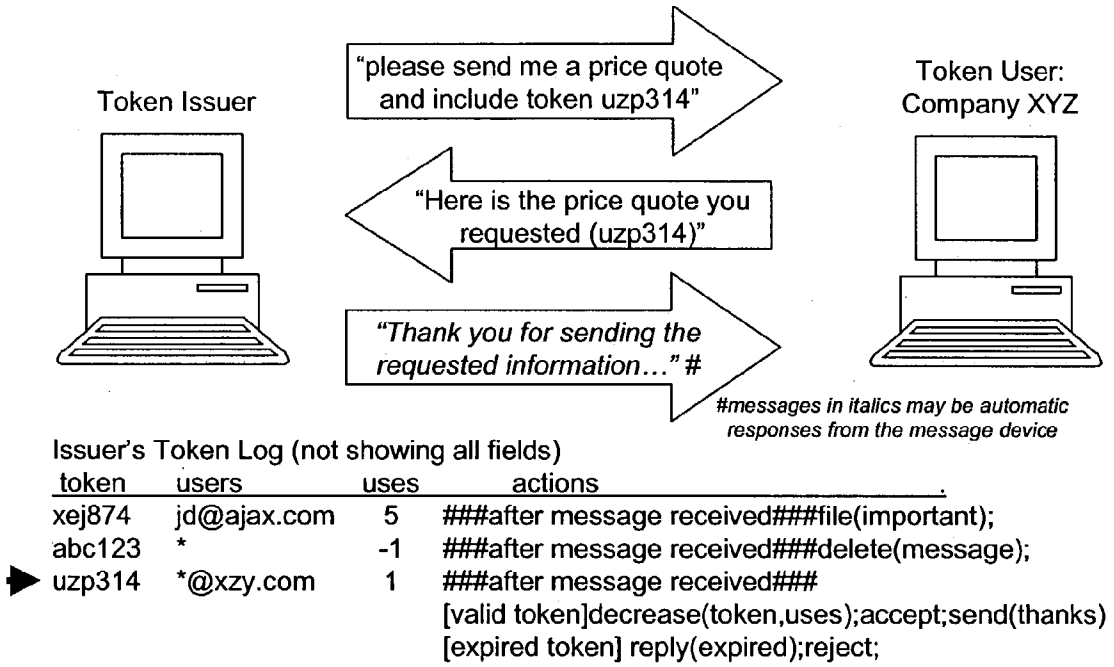 “please send me a price quote
and include token uzp314”
Token Issuer
Token User:
Company XYZ
“Here is the price quote you
requested (uzp314)”
“Thank you for sending the
requested information…” #
#messages in italics may be automatic
responses from the message device
Issuer's Token Log (not showing all fields)
token users uses actions .
xej874 jd@ajax.com 5 ###after message received###file(important);
abc123 * -1 ###after message received###delete(message);
uzp314 *@xzy.com 1 ###after message received###
[valid token]decrease(token,uses);accept;send(thanks)
[expired token] reply(expired);reject;